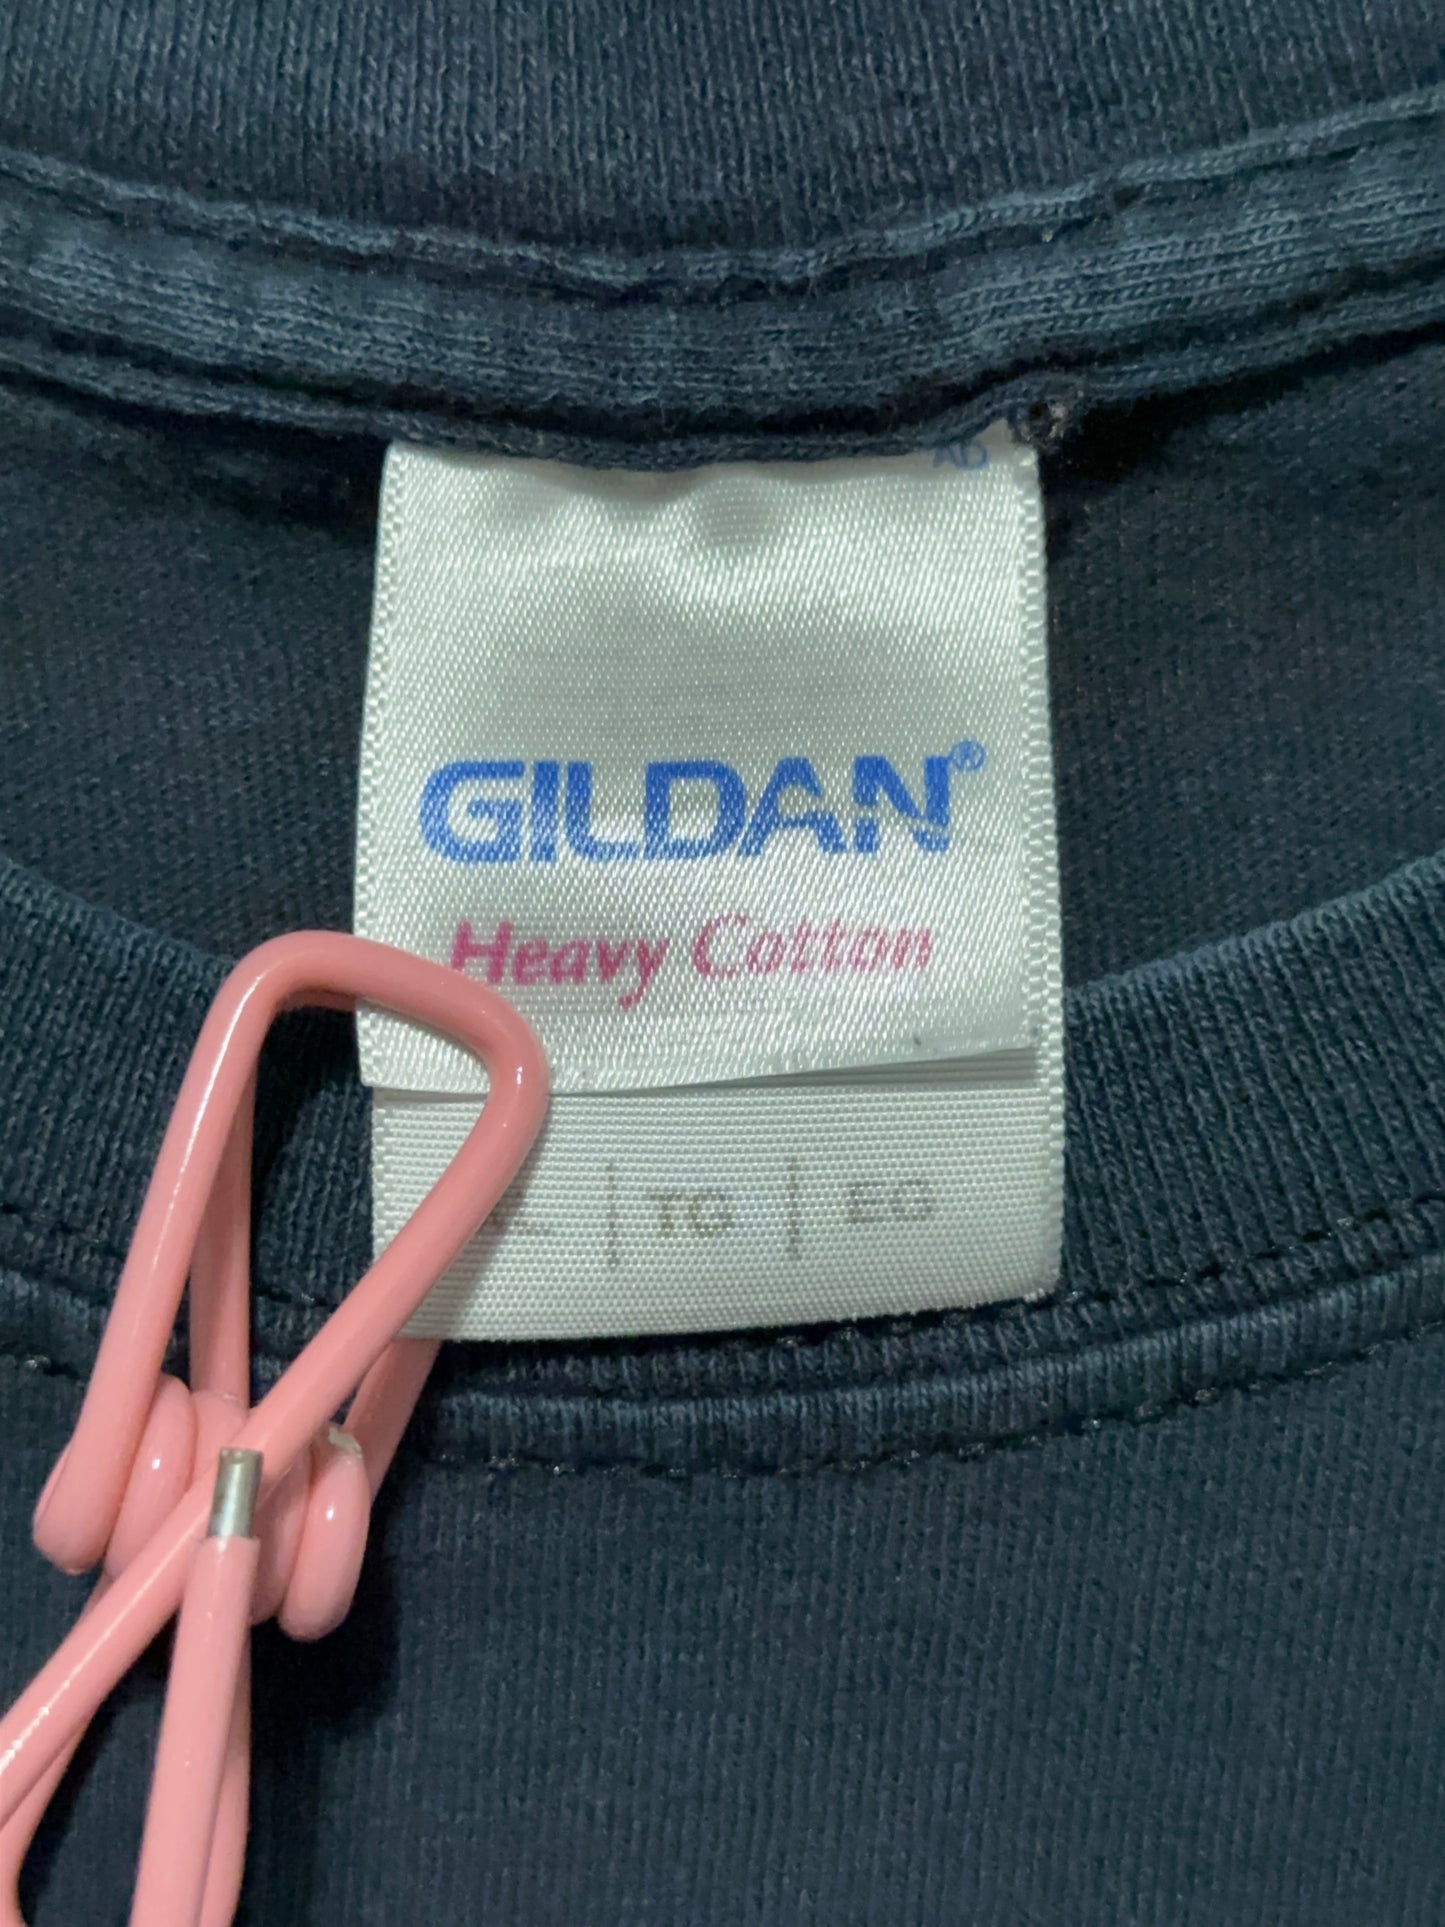 GILDAN®
Heavy Cotton
| TG | EG